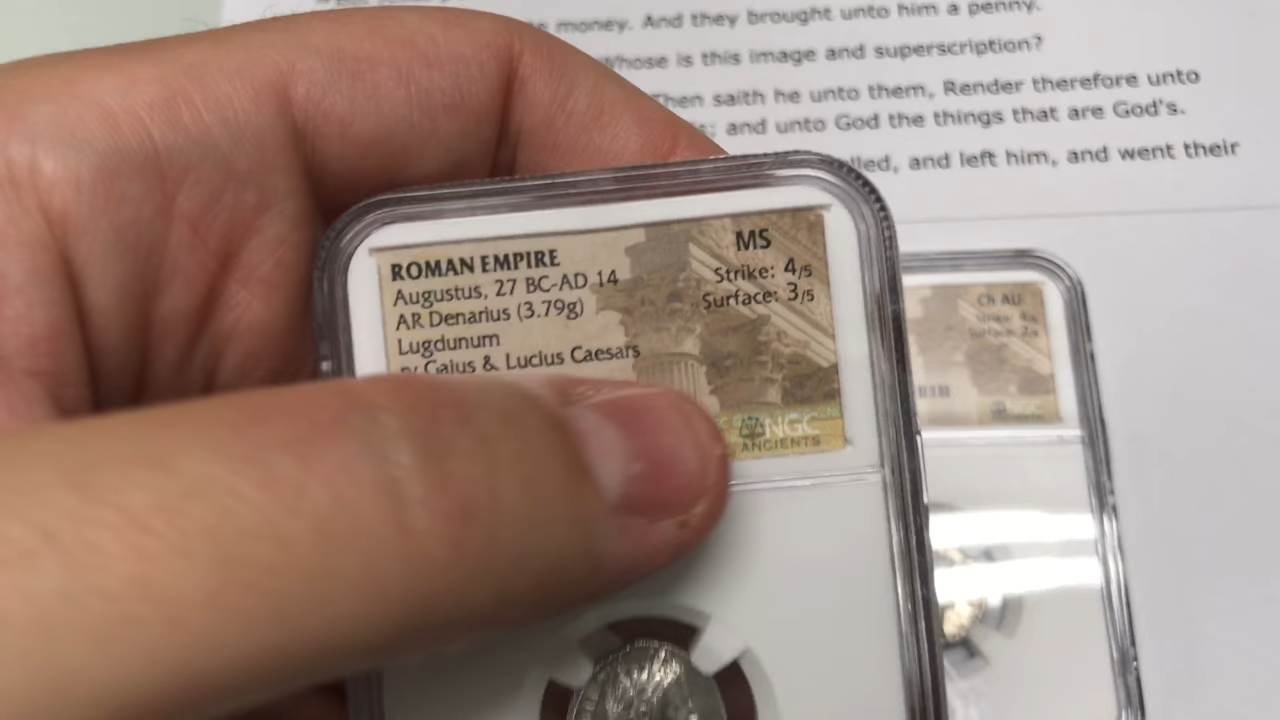 money. And they brought unto him a penny.
Whose is this image and superscription?
Then saith he unto them, Render therefore unto
and unto God the things that are God's.
and left him, and went their
ROMAN EMPIRE
Augustus, 27 BC-AD 14
AR Denarius (3.79g)
Lugdunum
Gaius & Lucius Caesars
MS
Strike: 4/5
Surface: 3/5
NGC
ANCIENTS
Ch AU